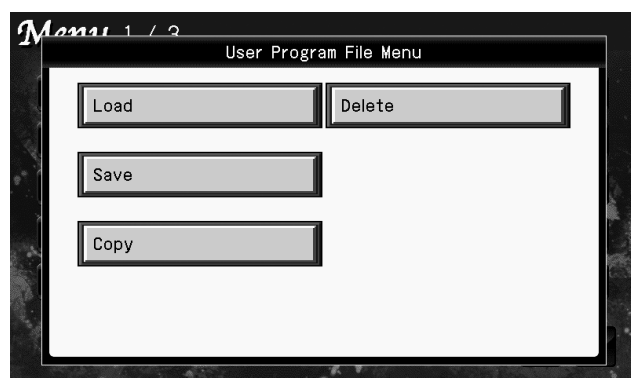 Menu 1 / 3
User Program File Menu
Load
Delete
Save
Copy